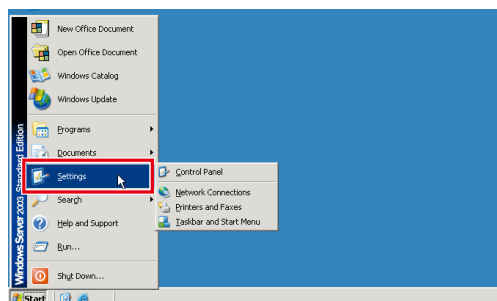 New Office Document
Open Office Document
Windows Catalog
Windows Update
Programs
Documents
Settings
Search
Help and Support
Run...
Shut Down...
Control Panel
Network Connections
Printers and Faxes
Taskbar and Start Menu
Windows Server 2003 Standard Edition
Start